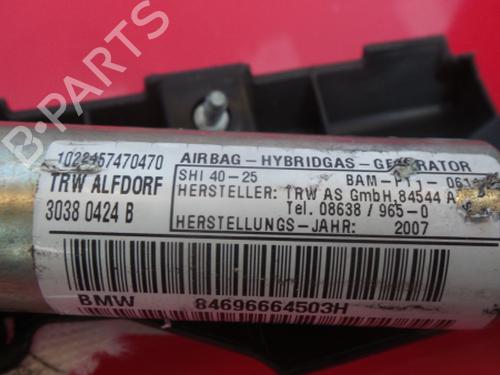 B-PARTS
1022457470470
TRW ALFDORF
3038 0424 B
AIRBAG-HYBRIDGAS-GENERATOR
SHI 40-25
HERSTELLER: TRW AS GmbH,84544 A
Tel. 08638 / 965-0
HERSTELLUNGS-JAHR: 2007
BMW 84696664503H